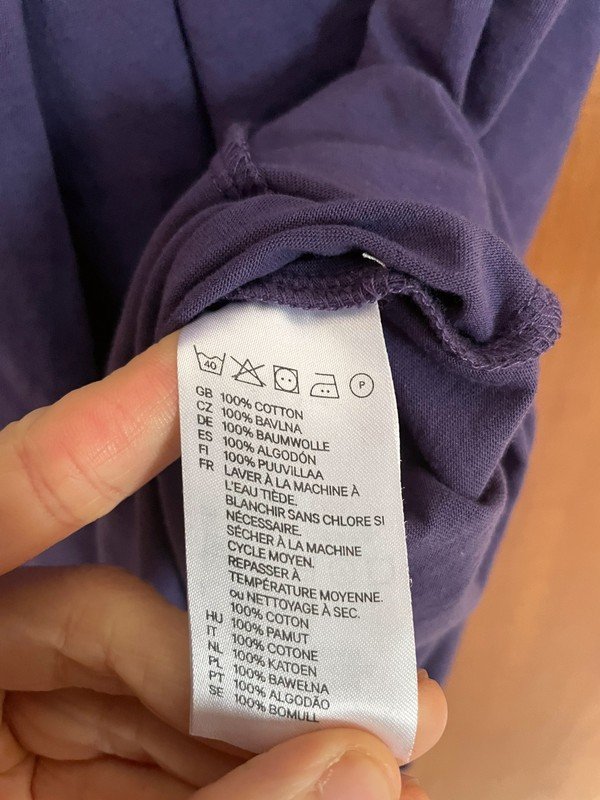 40 P
GB 100% COTTON
CZ 100% BAVLNA
DE 100% BAUMWOLLE
ES 100% ALGODÓN
FI 100% PUUVILLAA
FR LAVER À LA MACHINE À
L'EAU TIÈDE.
BLANCHIR SANS CHLORE SI
NÉCESSAIRE.
SÉCHER À LA MACHINE
CYCLE MOYEN.
REPASSER À
TEMPÉRATURE MOYENNE.
ou NETTOYAGE À SEC.
100% COTON
HU 100% PAMUT
IT 100% COTONE
NL 100% KATOEN
PL 100% BAWEŁNA
PT 100% ALGODÃO
SE 100% BOMULL